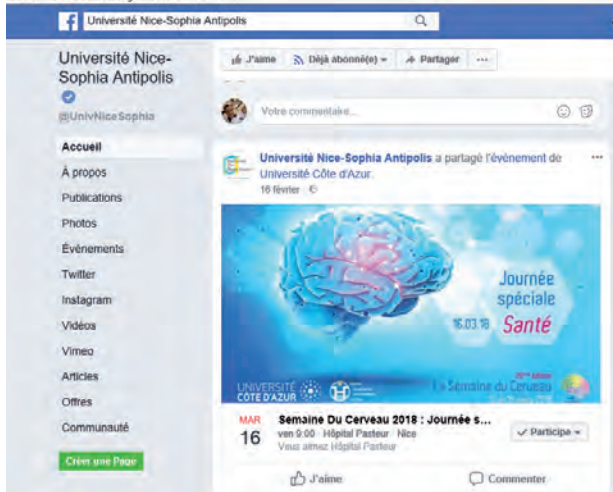 Université Nice-Sophia Antipolis
Université Nice-
Sophia Antipolis
@UnivNiceSophia
Accueil
À propos
Publications
Photos
Événements
Twitter
Instagram
Vidéos
Vimeo
Articles
Offres
Communauté
Créer une Page
J'aime Déjà abonné(e) Partager ...
Votre commentaire...
Université Nice-Sophia Antipolis a partagé l'événement de
Université Côte d'Azur.
16 février
Journée
spéciale
16.03.18 Santé
UNIVERSITÉ
CÔTE D'AZUR
La Semaine du Cerveau
MAR
16
Semaine Du Cerveau 2018 : Journée s...
ven 9:00 · Hôpital Pasteur · Nice
Vous aimez Hôpital Pasteur
Participe
J'aime Commenter